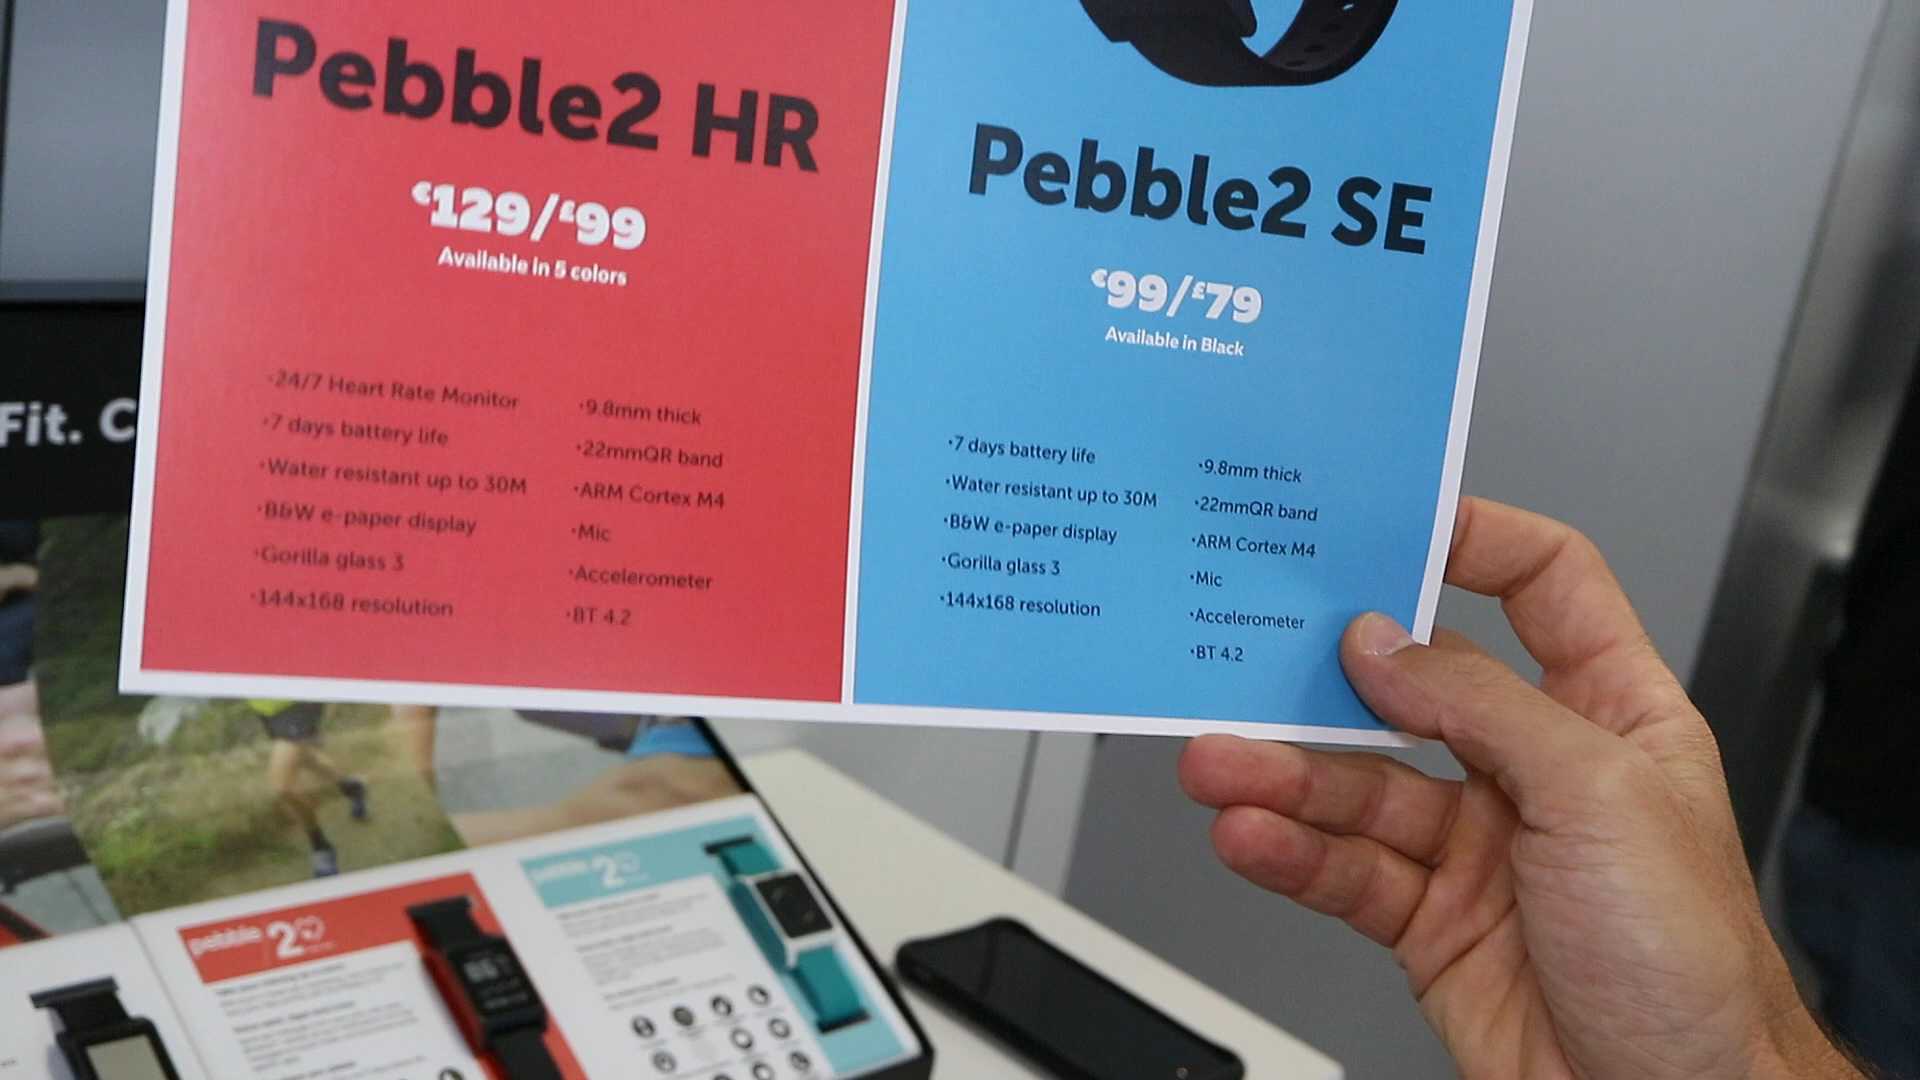 Pebble2 HR
€129/£99
Available in 5 colors
•24/7 Heart Rate Monitor
•7 days battery life
•Water resistant up to 30M
•B&W e-paper display
•Gorilla glass 3
•144x168 resolution
•9.8mm thick
•22mmQR band
•ARM Cortex M4
•Mic
•Accelerometer
•BT 4.2
Pebble2 SE
€99/£79
Available in Black
•7 days battery life
•Water resistant up to 30M
•B&W e-paper display
•Gorilla glass 3
•144x168 resolution
•9.8mm thick
•22mmQR band
•ARM Cortex M4
•Mic
•Accelerometer
•BT 4.2
Fit. C
pebble 2
pebble 2